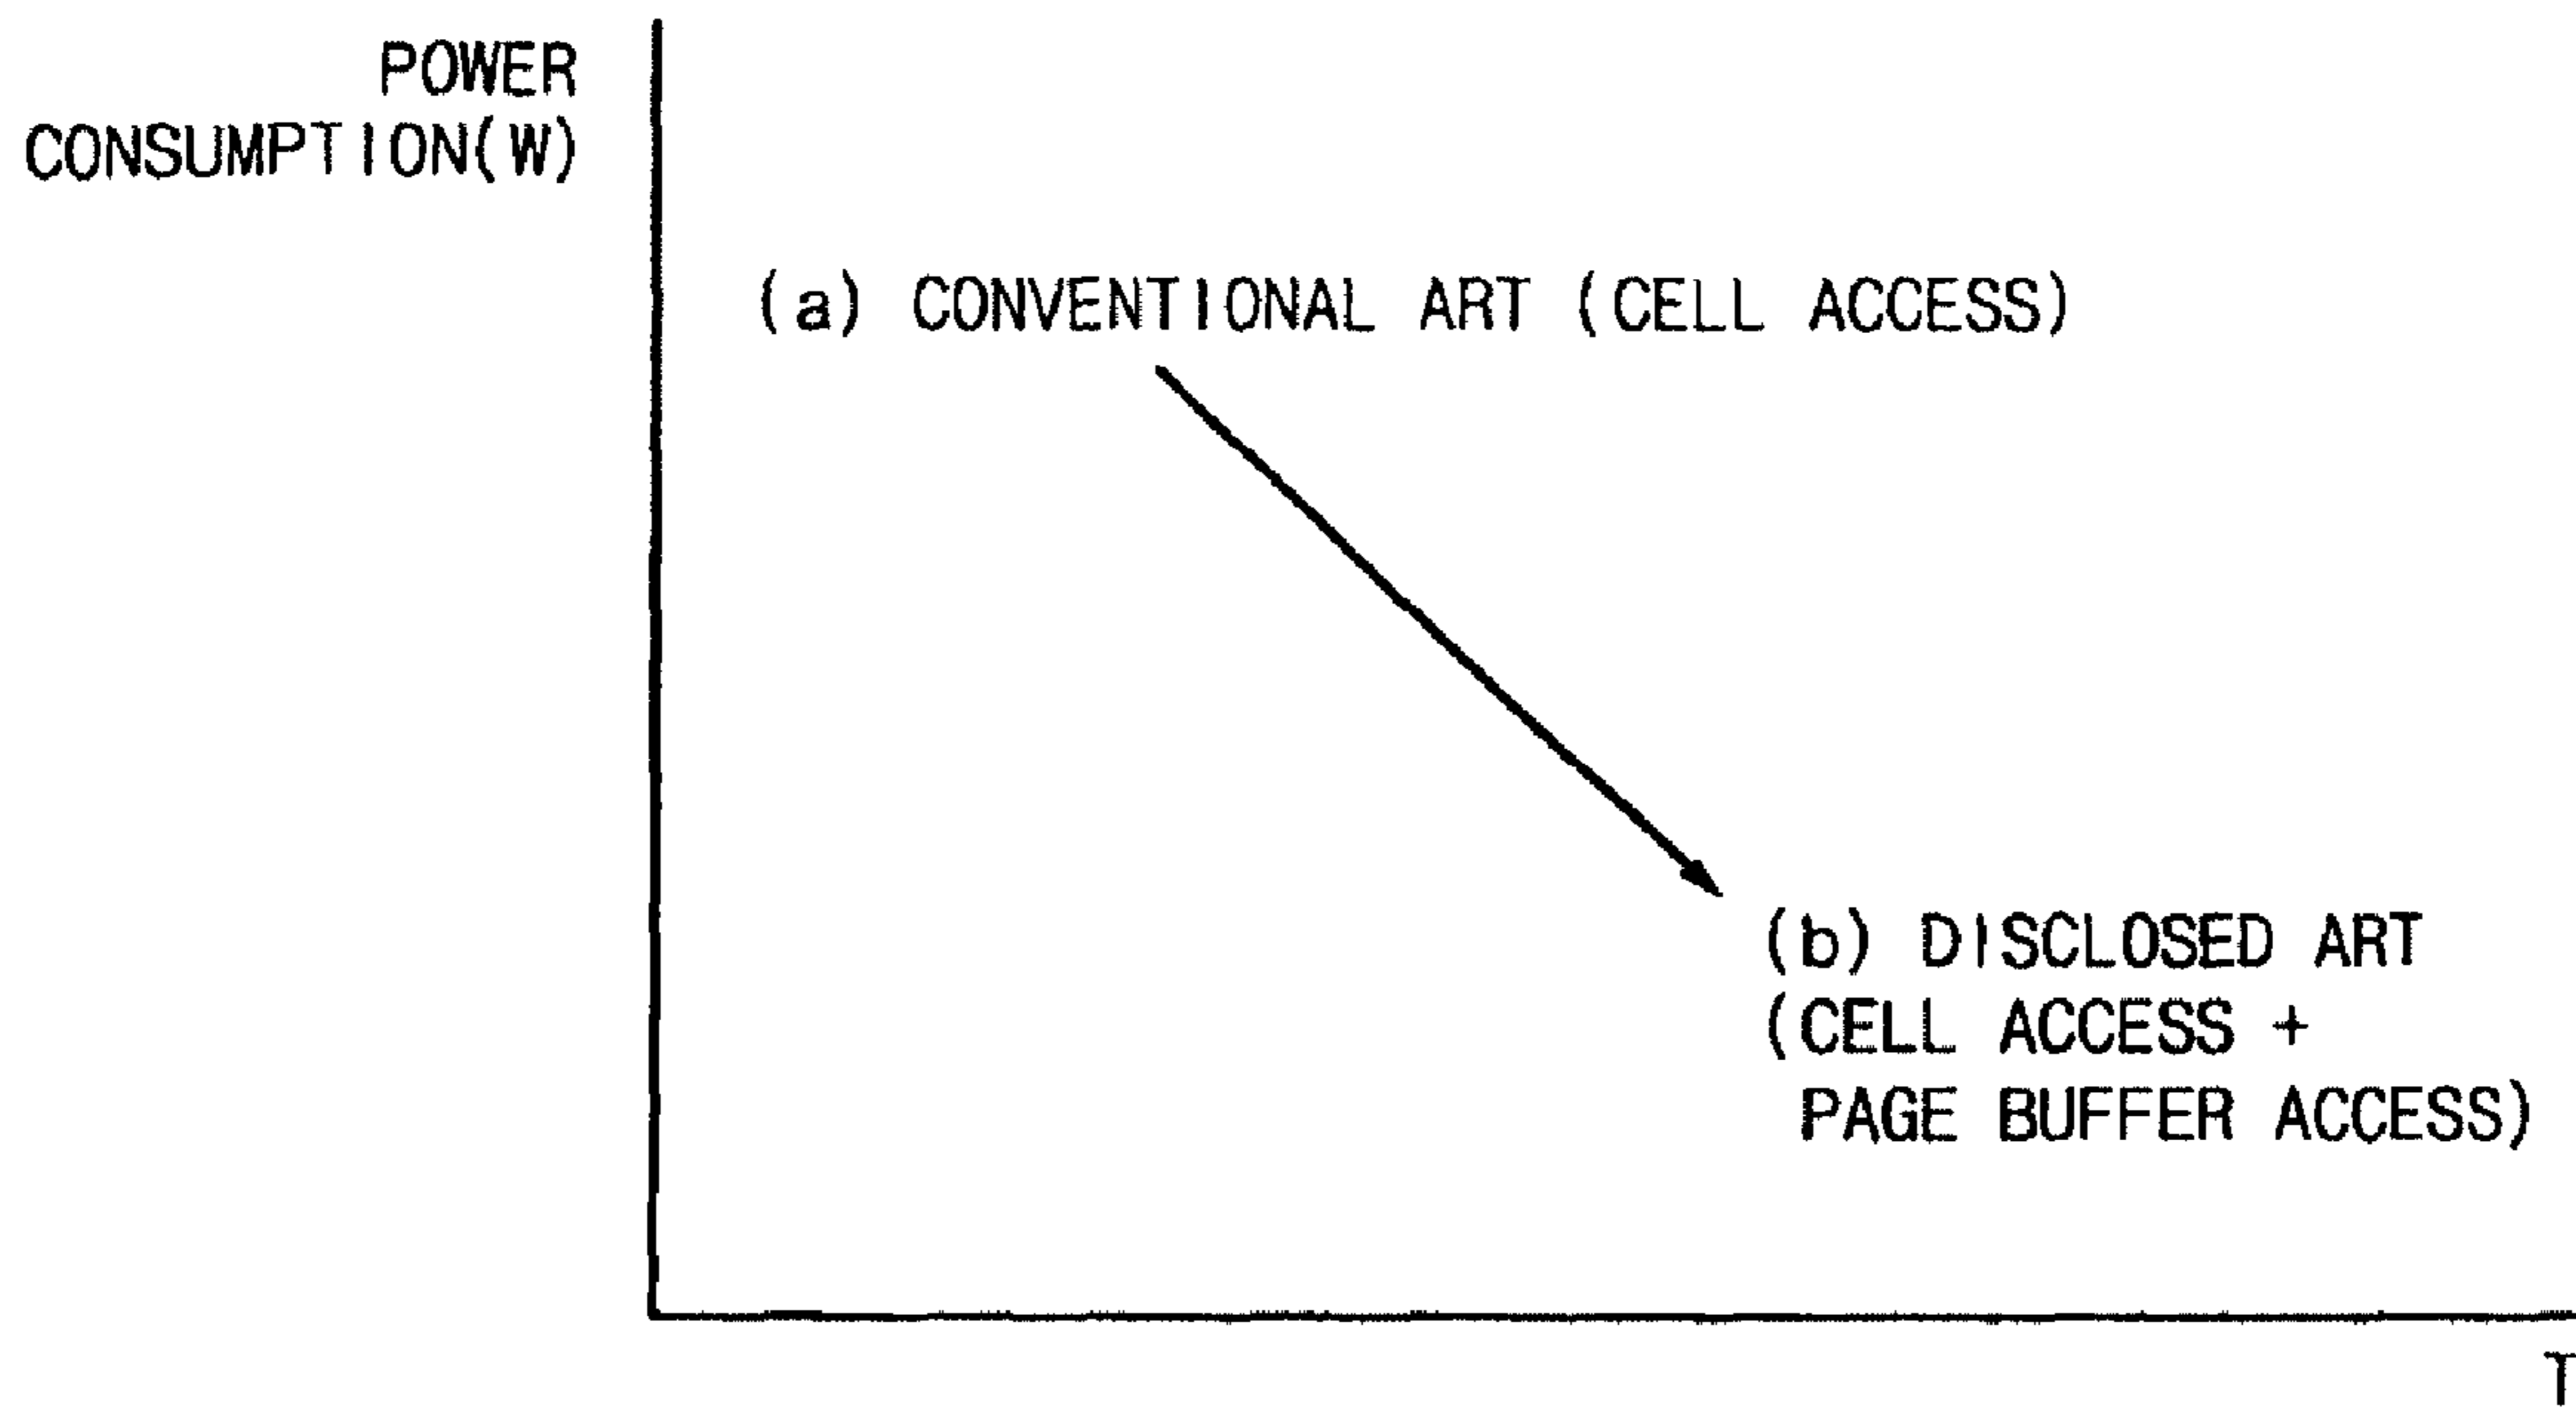 POWER
CONSUMPTION(W)
(a) CONVENTIONAL ART (CELL ACCESS)
(b) DISCLOSED ART
(CELL ACCESS +
PAGE BUFFER ACCESS)
T